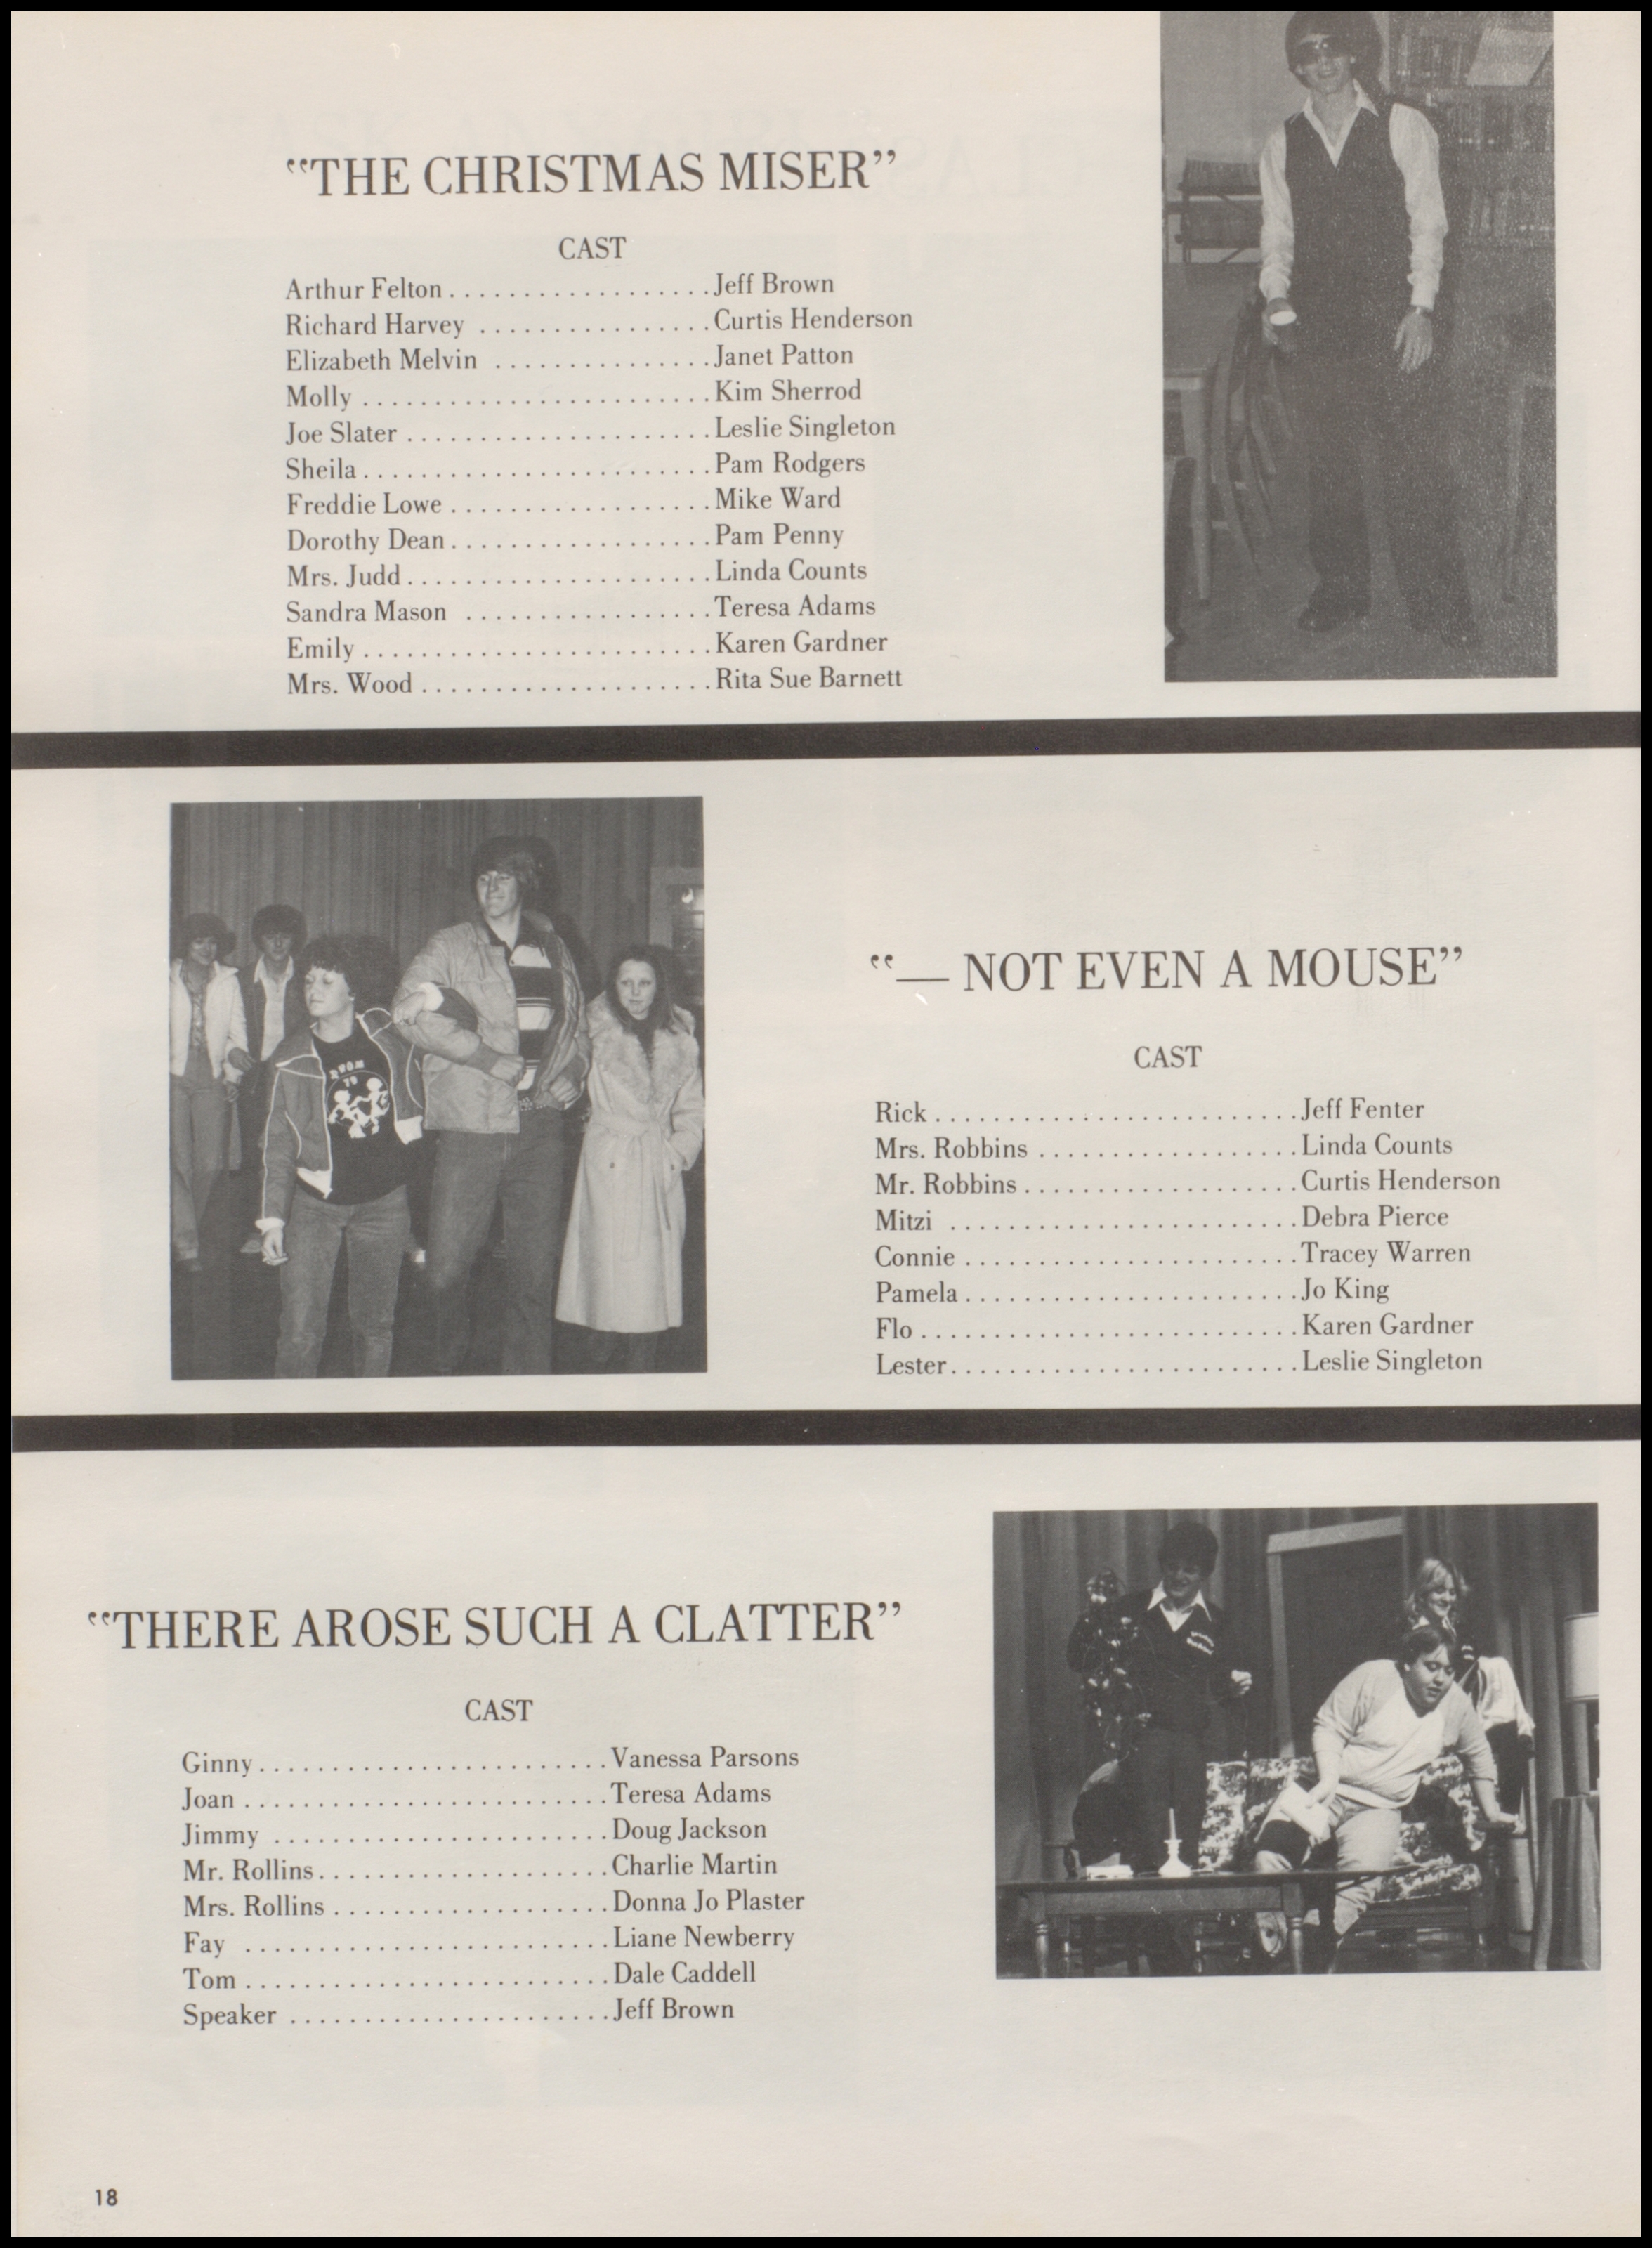 “THE CHRISTMAS MISER”
CAST
Arthur Felton . . . . . . . . . . . . . . . . . . Jeff Brown
Richard Harvey . . . . . . . . . . . . . . . . Curtis Henderson
Elizabeth Melvin . . . . . . . . . . . . . . . Janet Patton
Molly . . . . . . . . . . . . . . . . . . . . . . . . Kim Sherrod
Joe Slater . . . . . . . . . . . . . . . . . . . . . Leslie Singleton
Sheila . . . . . . . . . . . . . . . . . . . . . . . . Pam Rodgers
Freddie Lowe . . . . . . . . . . . . . . . . . . Mike Ward
Dorothy Dean . . . . . . . . . . . . . . . . . . Pam Penny
Mrs. Judd . . . . . . . . . . . . . . . . . . . . . Linda Counts
Sandra Mason . . . . . . . . . . . . . . . . . Teresa Adams
Emily . . . . . . . . . . . . . . . . . . . . . . . . Karen Gardner
Mrs. Wood . . . . . . . . . . . . . . . . . . . . Rita Sue Barnett
“— NOT EVEN A MOUSE”
CAST
Rick . . . . . . . . . . . . . . . . . . . . . . . . . Jeff Fenter
Mrs. Robbins . . . . . . . . . . . . . . . . . . Linda Counts
Mr. Robbins . . . . . . . . . . . . . . . . . . . Curtis Henderson
Mitzi . . . . . . . . . . . . . . . . . . . . . . . . Debra Pierce
Connie . . . . . . . . . . . . . . . . . . . . . . . Tracey Warren
Pamela . . . . . . . . . . . . . . . . . . . . . . . Jo King
Flo . . . . . . . . . . . . . . . . . . . . . . . . . . Karen Gardner
Lester . . . . . . . . . . . . . . . . . . . . . . . . Leslie Singleton
“THERE AROSE SUCH A CLATTER”
CAST
Ginny . . . . . . . . . . . . . . . . . . . . . . . . Vanessa Parsons
Joan . . . . . . . . . . . . . . . . . . . . . . . . . Teresa Adams
Jimmy . . . . . . . . . . . . . . . . . . . . . . . Doug Jackson
Mr. Rollins . . . . . . . . . . . . . . . . . . . . Charlie Martin
Mrs. Rollins . . . . . . . . . . . . . . . . . . . Donna Jo Plaster
Fay . . . . . . . . . . . . . . . . . . . . . . . . . Liane Newberry
Tom . . . . . . . . . . . . . . . . . . . . . . . . . Dale Caddell
Speaker . . . . . . . . . . . . . . . . . . . . . . Jeff Brown
18